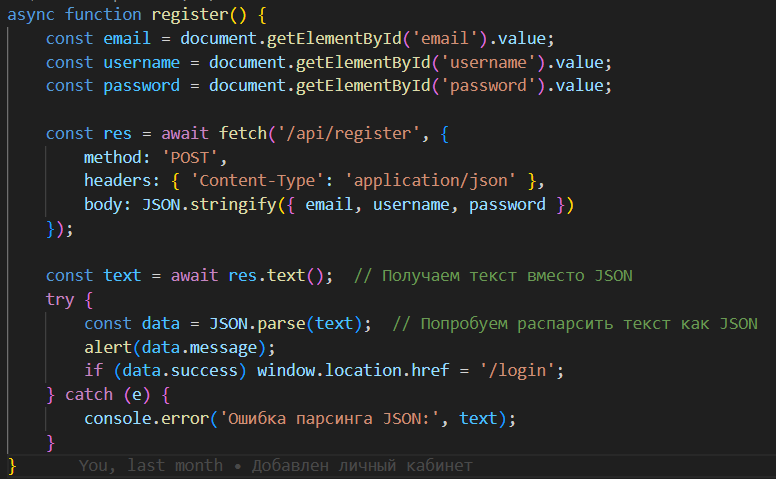 async function register() {
    const email = document.getElementById('email').value;
    const username = document.getElementById('username').value;
    const password = document.getElementById('password').value;

    const res = await fetch('/api/register', {
        method: 'POST',
        headers: { 'Content-Type': 'application/json' },
        body: JSON.stringify({ email, username, password })
    });

    const text = await res.text();  // Получаем текст вместо JSON
    try {
        const data = JSON.parse(text);  // Попробуем распарсить текст как JSON
        alert(data.message);
        if (data.success) window.location.href = '/login';
    } catch (e) {
        console.error('Ошибка парсинга JSON:', text);
    }
}      You, last month • Добавлен личный кабинет